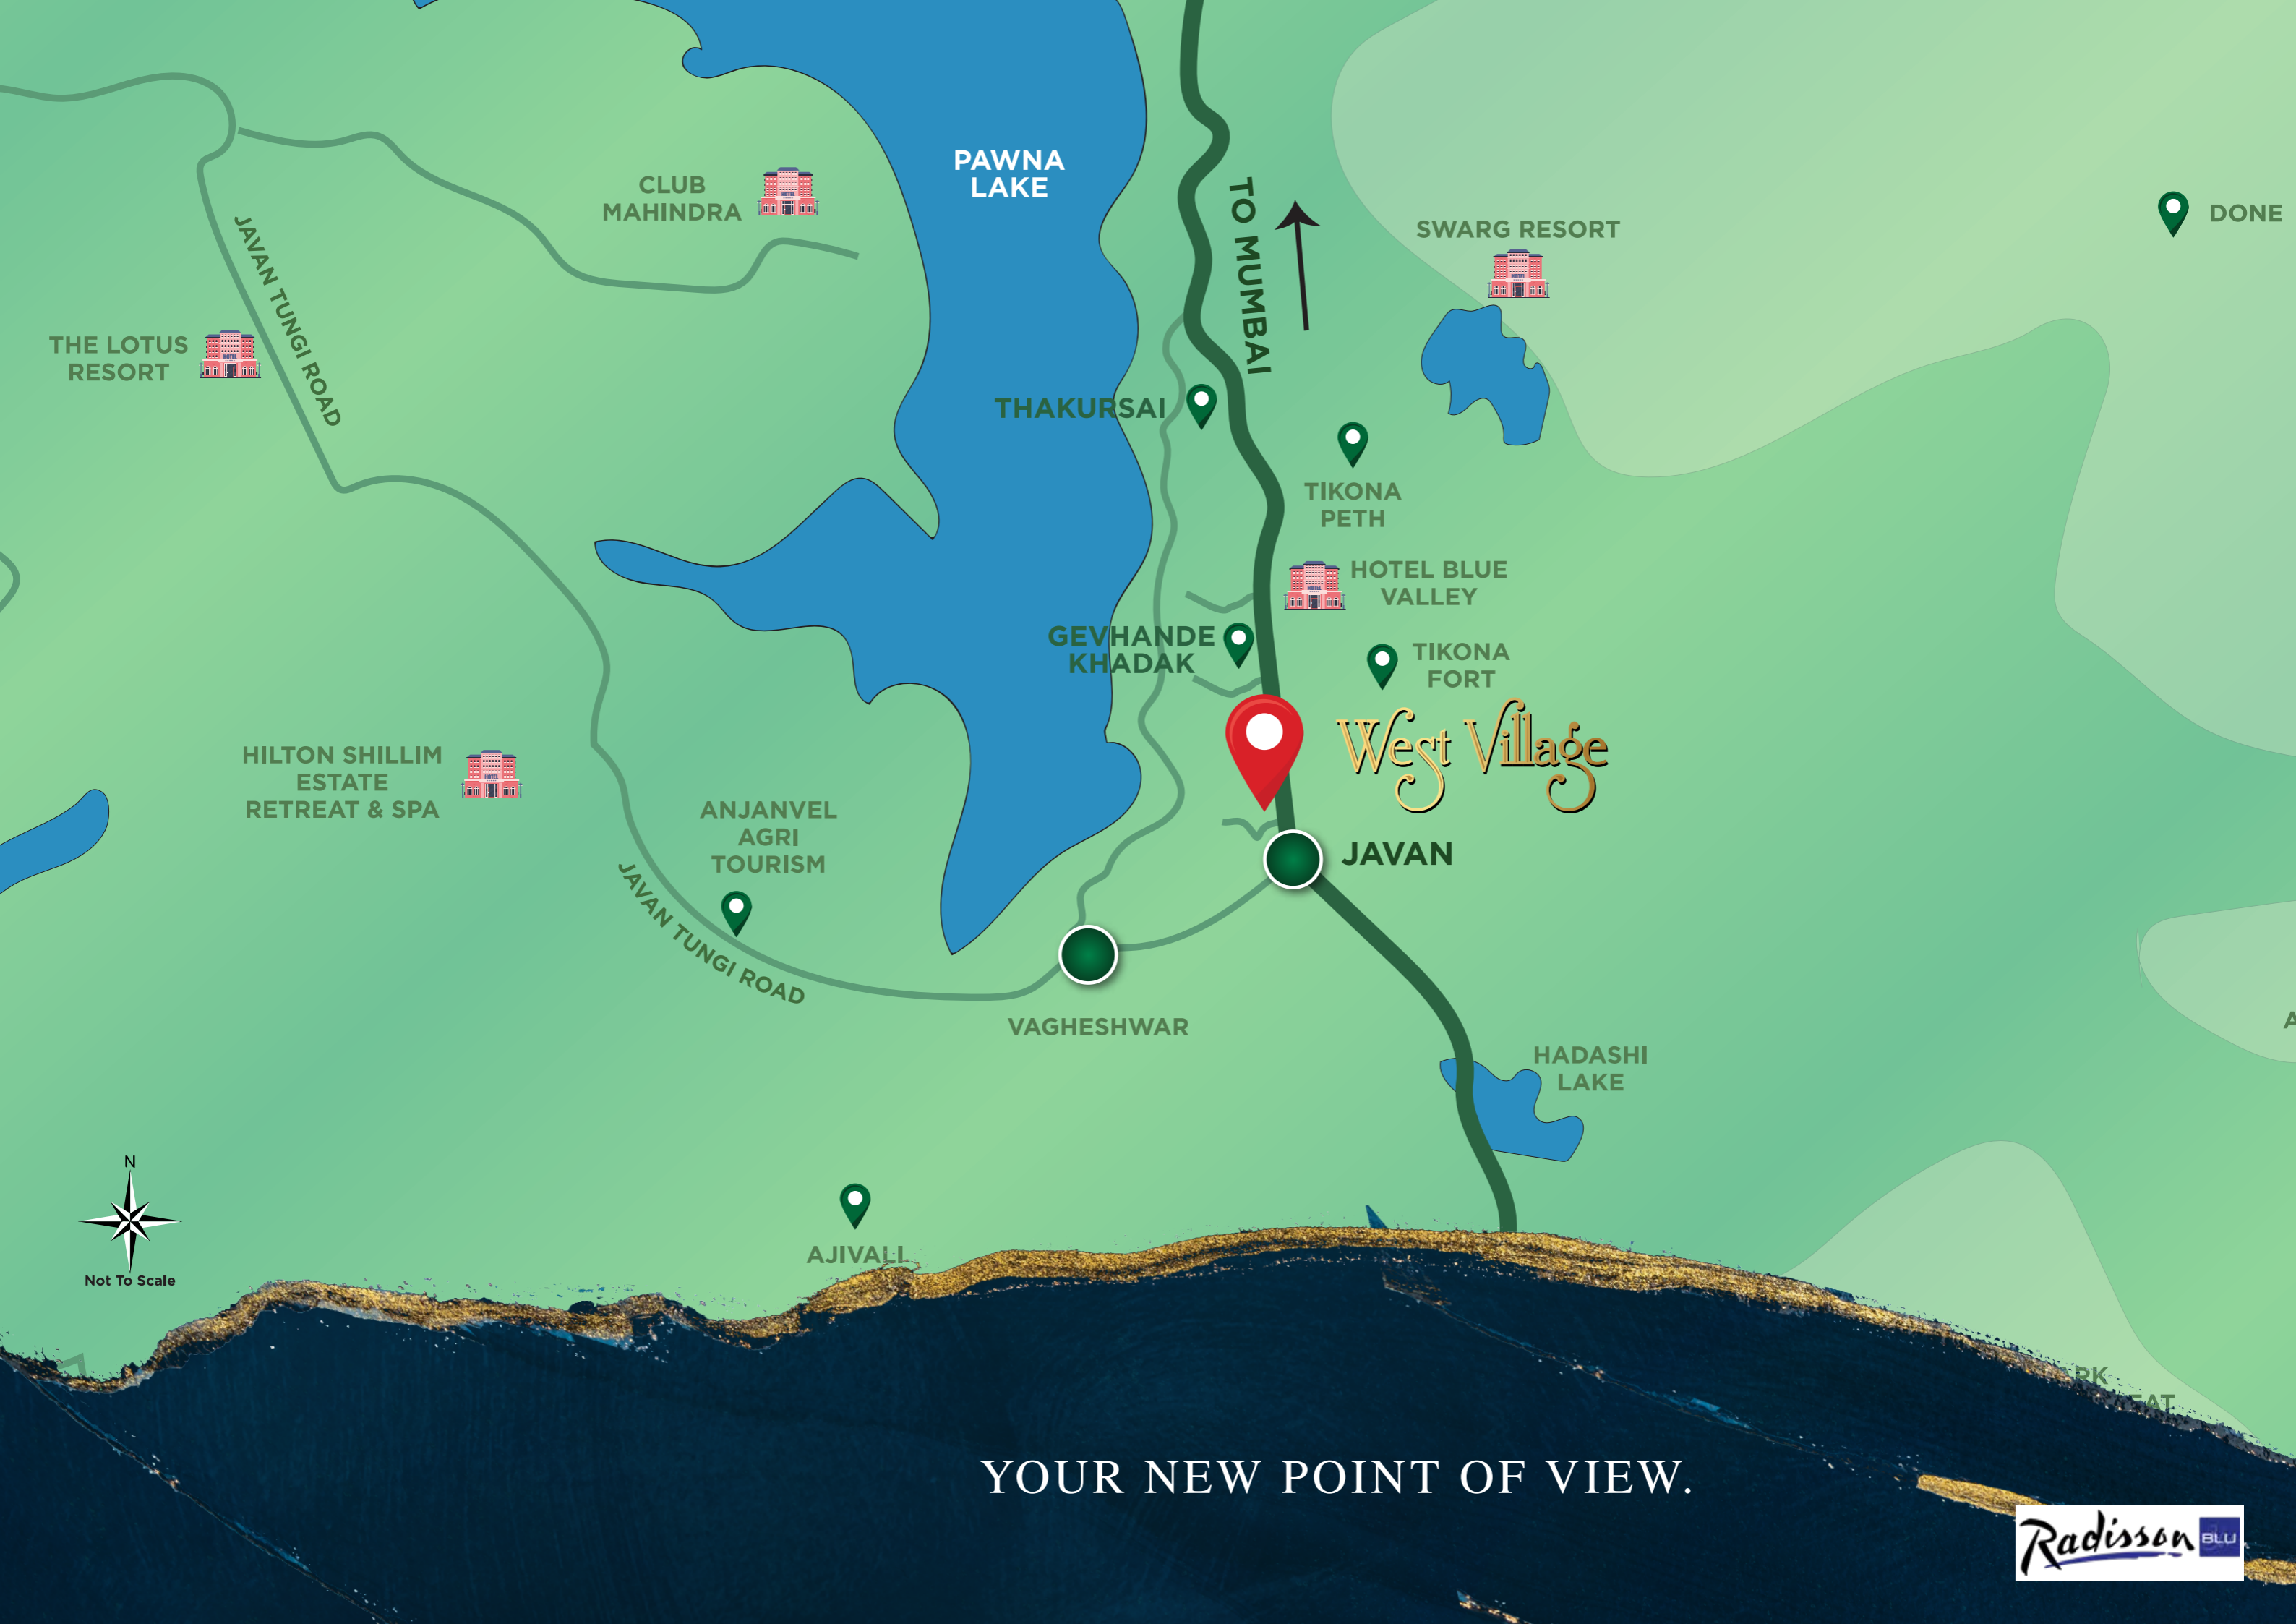 PAWNA
LAKE
CLUB
MAHINDRA
TO MUMBAI
SWARG RESORT
DONE
JAVAN TUNGI ROAD
THE LOTUS
RESORT
THAKURSAI
TIKONA
PETH
HOTEL BLUE
VALLEY
GEVHANDE
KHADAK
TIKONA
FORT
West Village
HILTON SHILLIM
ESTATE
RETREAT & SPA
ANJANVEL
AGRI
TOURISM
JAVAN
JAVAN TUNGI ROAD
VAGHESHWAR
HADASHI
LAKE
N
Not To Scale
AJIVALI
YOUR NEW POINT OF VIEW.
Radisson BLU